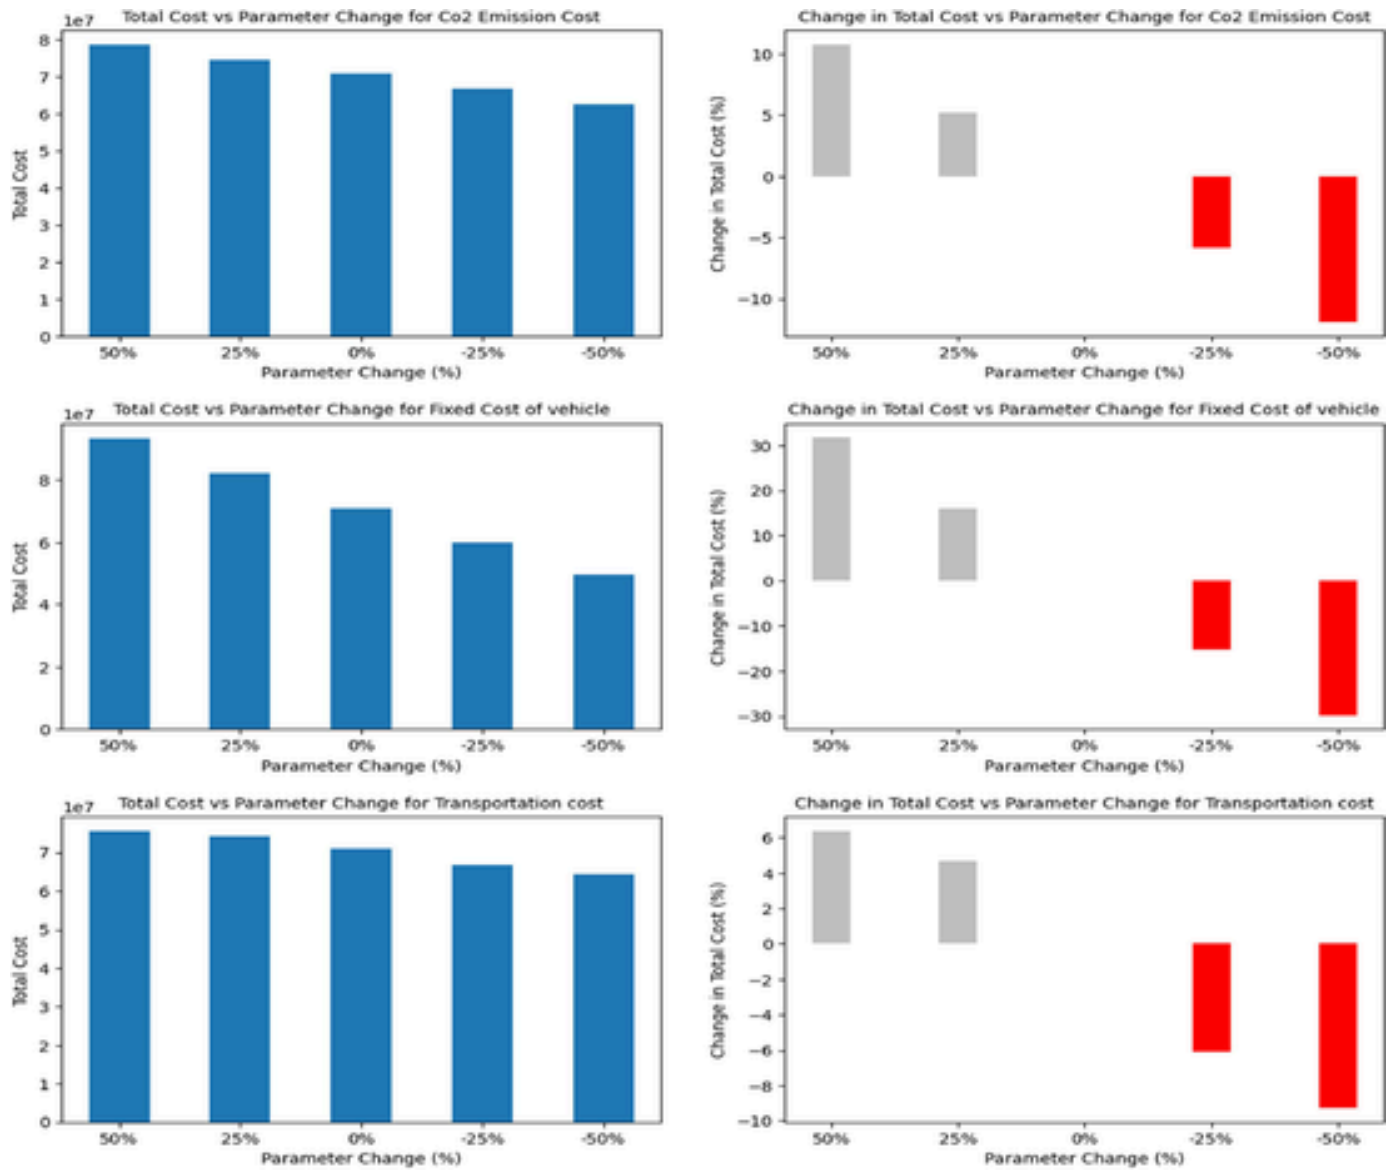 Total Cost vs Parameter Change for Co2 Emission Cost
1e7
8
7
6
5
4
3
2
1
0
Total Cost
50% 25% 0% -25% -50%
Parameter Change (%)
Change in Total Cost vs Parameter Change for Co2 Emission Cost
10
5
0
−5
−10
Change in Total Cost (%)
50% 25% 0% -25% -50%
Parameter Change (%)
Total Cost vs Parameter Change for Fixed Cost of vehicle
1e7
8
6
4
2
0
Total Cost
50% 25% 0% -25% -50%
Parameter Change (%)
Change in Total Cost vs Parameter Change for Fixed Cost of vehicle
30
20
10
0
−10
−20
−30
Change in Total Cost (%)
50% 25% 0% -25% -50%
Parameter Change (%)
Total Cost vs Parameter Change for Transportation cost
1e7
7
6
5
4
3
2
1
0
Total Cost
50% 25% 0% -25% -50%
Parameter Change (%)
Change in Total Cost vs Parameter Change for Transportation cost
6
4
2
0
−2
−4
−6
−8
−10
Change in Total Cost (%)
50% 25% 0% -25% -50%
Parameter Change (%)